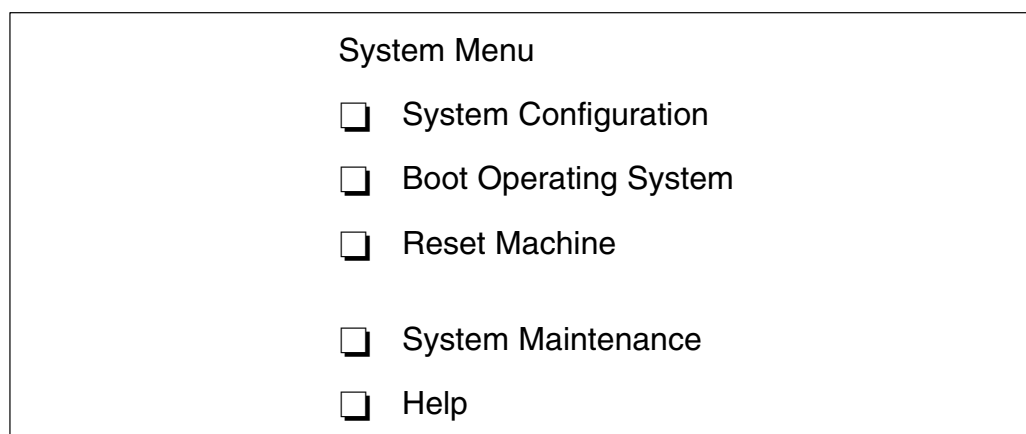 System Menu
System Configuration
Boot Operating System
Reset Machine
System Maintenance
Help